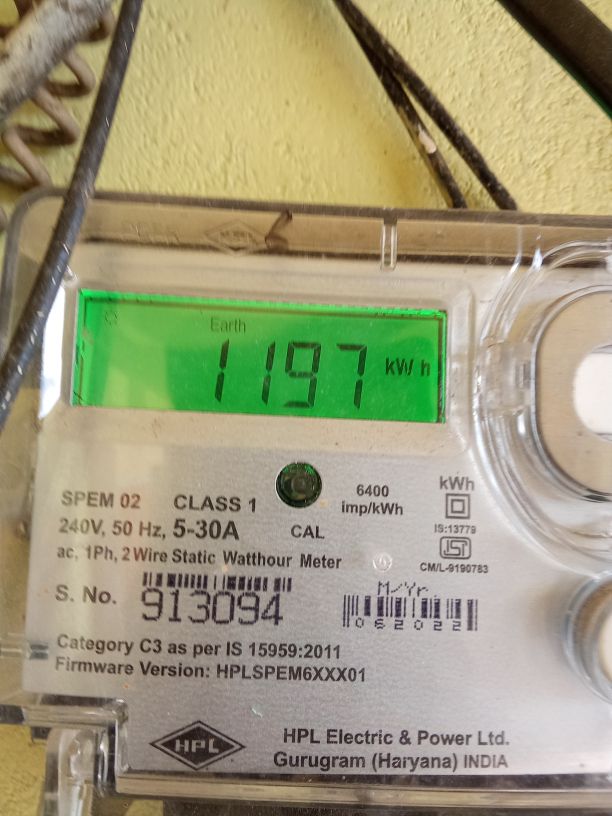 Earth
1197 kWh
SPEM 02 CLASS 1 6400 imp/kWh kWh
240V, 50 Hz, 5-30A CAL IS:13779
ac, 1Ph, 2 Wire Static Watthour Meter CM/L-9190783
M/Yr
S. No. 913094 062022
Category C3 as per IS 15959:2011
Firmware Version: HPLSPEM6XXX01
HPL HPL Electric & Power Ltd.
Gurugram (Haryana) INDIA